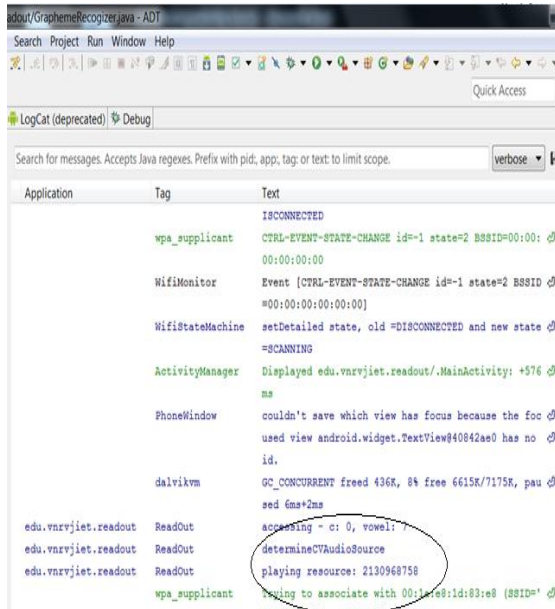 adout/GraphemeRecogizer.java - ADT
Search Project Run Window Help
Quick Access
LogCat (deprecated) Debug
Search for messages. Accepts Java regexes. Prefix with pid:, app:, tag: or text: to limit scope.
verbose
Application Tag Text
ISCONNECTED
wpa_supplicant CTRL-EVENT-STATE-CHANGE id=-1 state=2 BSSID=00:00:
00:00:00:00
WifiMonitor Event [CTRL-EVENT-STATE-CHANGE id=-1 state=2 BSSID
=00:00:00:00:00:00]
WifiStateMachine setDetailed state, old =DISCONNECTED and new state
=SCANNING
ActivityManager Displayed edu.vnrvjiet.readout/.MainActivity: +576
ms
PhoneWindow couldn't save which view has focus because the foc
used view android.widget.TextView@40842ae0 has no
id.
dalvikvm GC_CONCURRENT freed 436K, 8% free 6615K/7175K, pau
sed 6ms+2ms
edu.vnrvjiet.readout ReadOut accessing - c: 0, vowel: 7
edu.vnrvjiet.readout ReadOut determineCVAudioSource
edu.vnrvjiet.readout ReadOut playing resource: 2130968758
wpa_supplicant Trying to associate with (SSID='